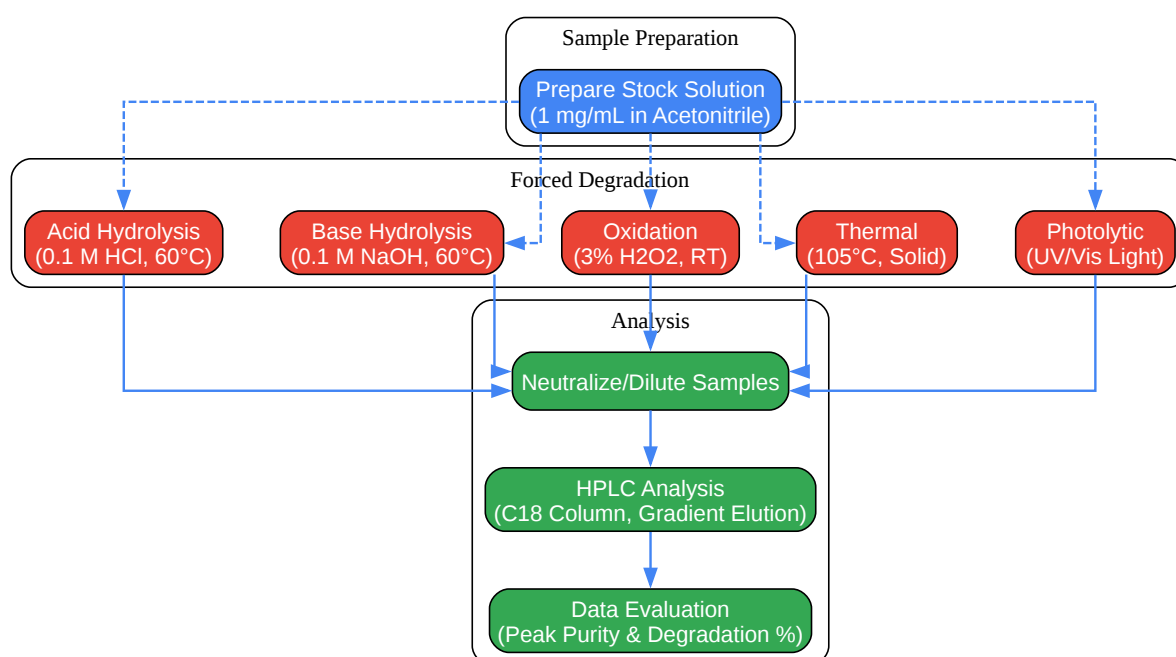 Sample Preparation
Prepare Stock Solution
(1 mg/mL in Acetonitrile)
Forced Degradation
Acid Hydrolysis
(0.1 M HCl, 60°C)
Base Hydrolysis
(0.1 M NaOH, 60°C)
Oxidation
(3% H2O2, RT)
Thermal
(105°C, Solid)
Photolytic
(UV/Vis Light)
Analysis
Neutralize/Dilute Samples
HPLC Analysis
(C18 Column, Gradient Elution)
Data Evaluation
(Peak Purity & Degradation %)